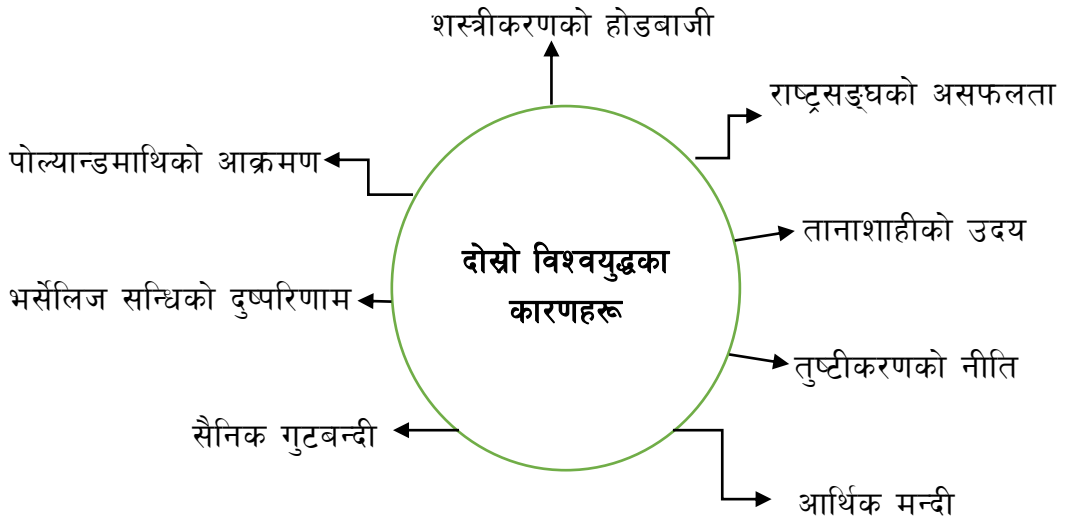 शस्त्रीकरणको होडबाजी
राष्ट्रसङ्घको असफलता
पोल्यान्डमाथिको आक्रमण
तानाशाहीको उदय
दोस्रो विश्वयुद्धका
कारणहरू
भर्सेलिज सन्धिको दुष्परिणाम
तुष्टीकरणको नीति
सैनिक गुटबन्दी
आर्थिक मन्दी